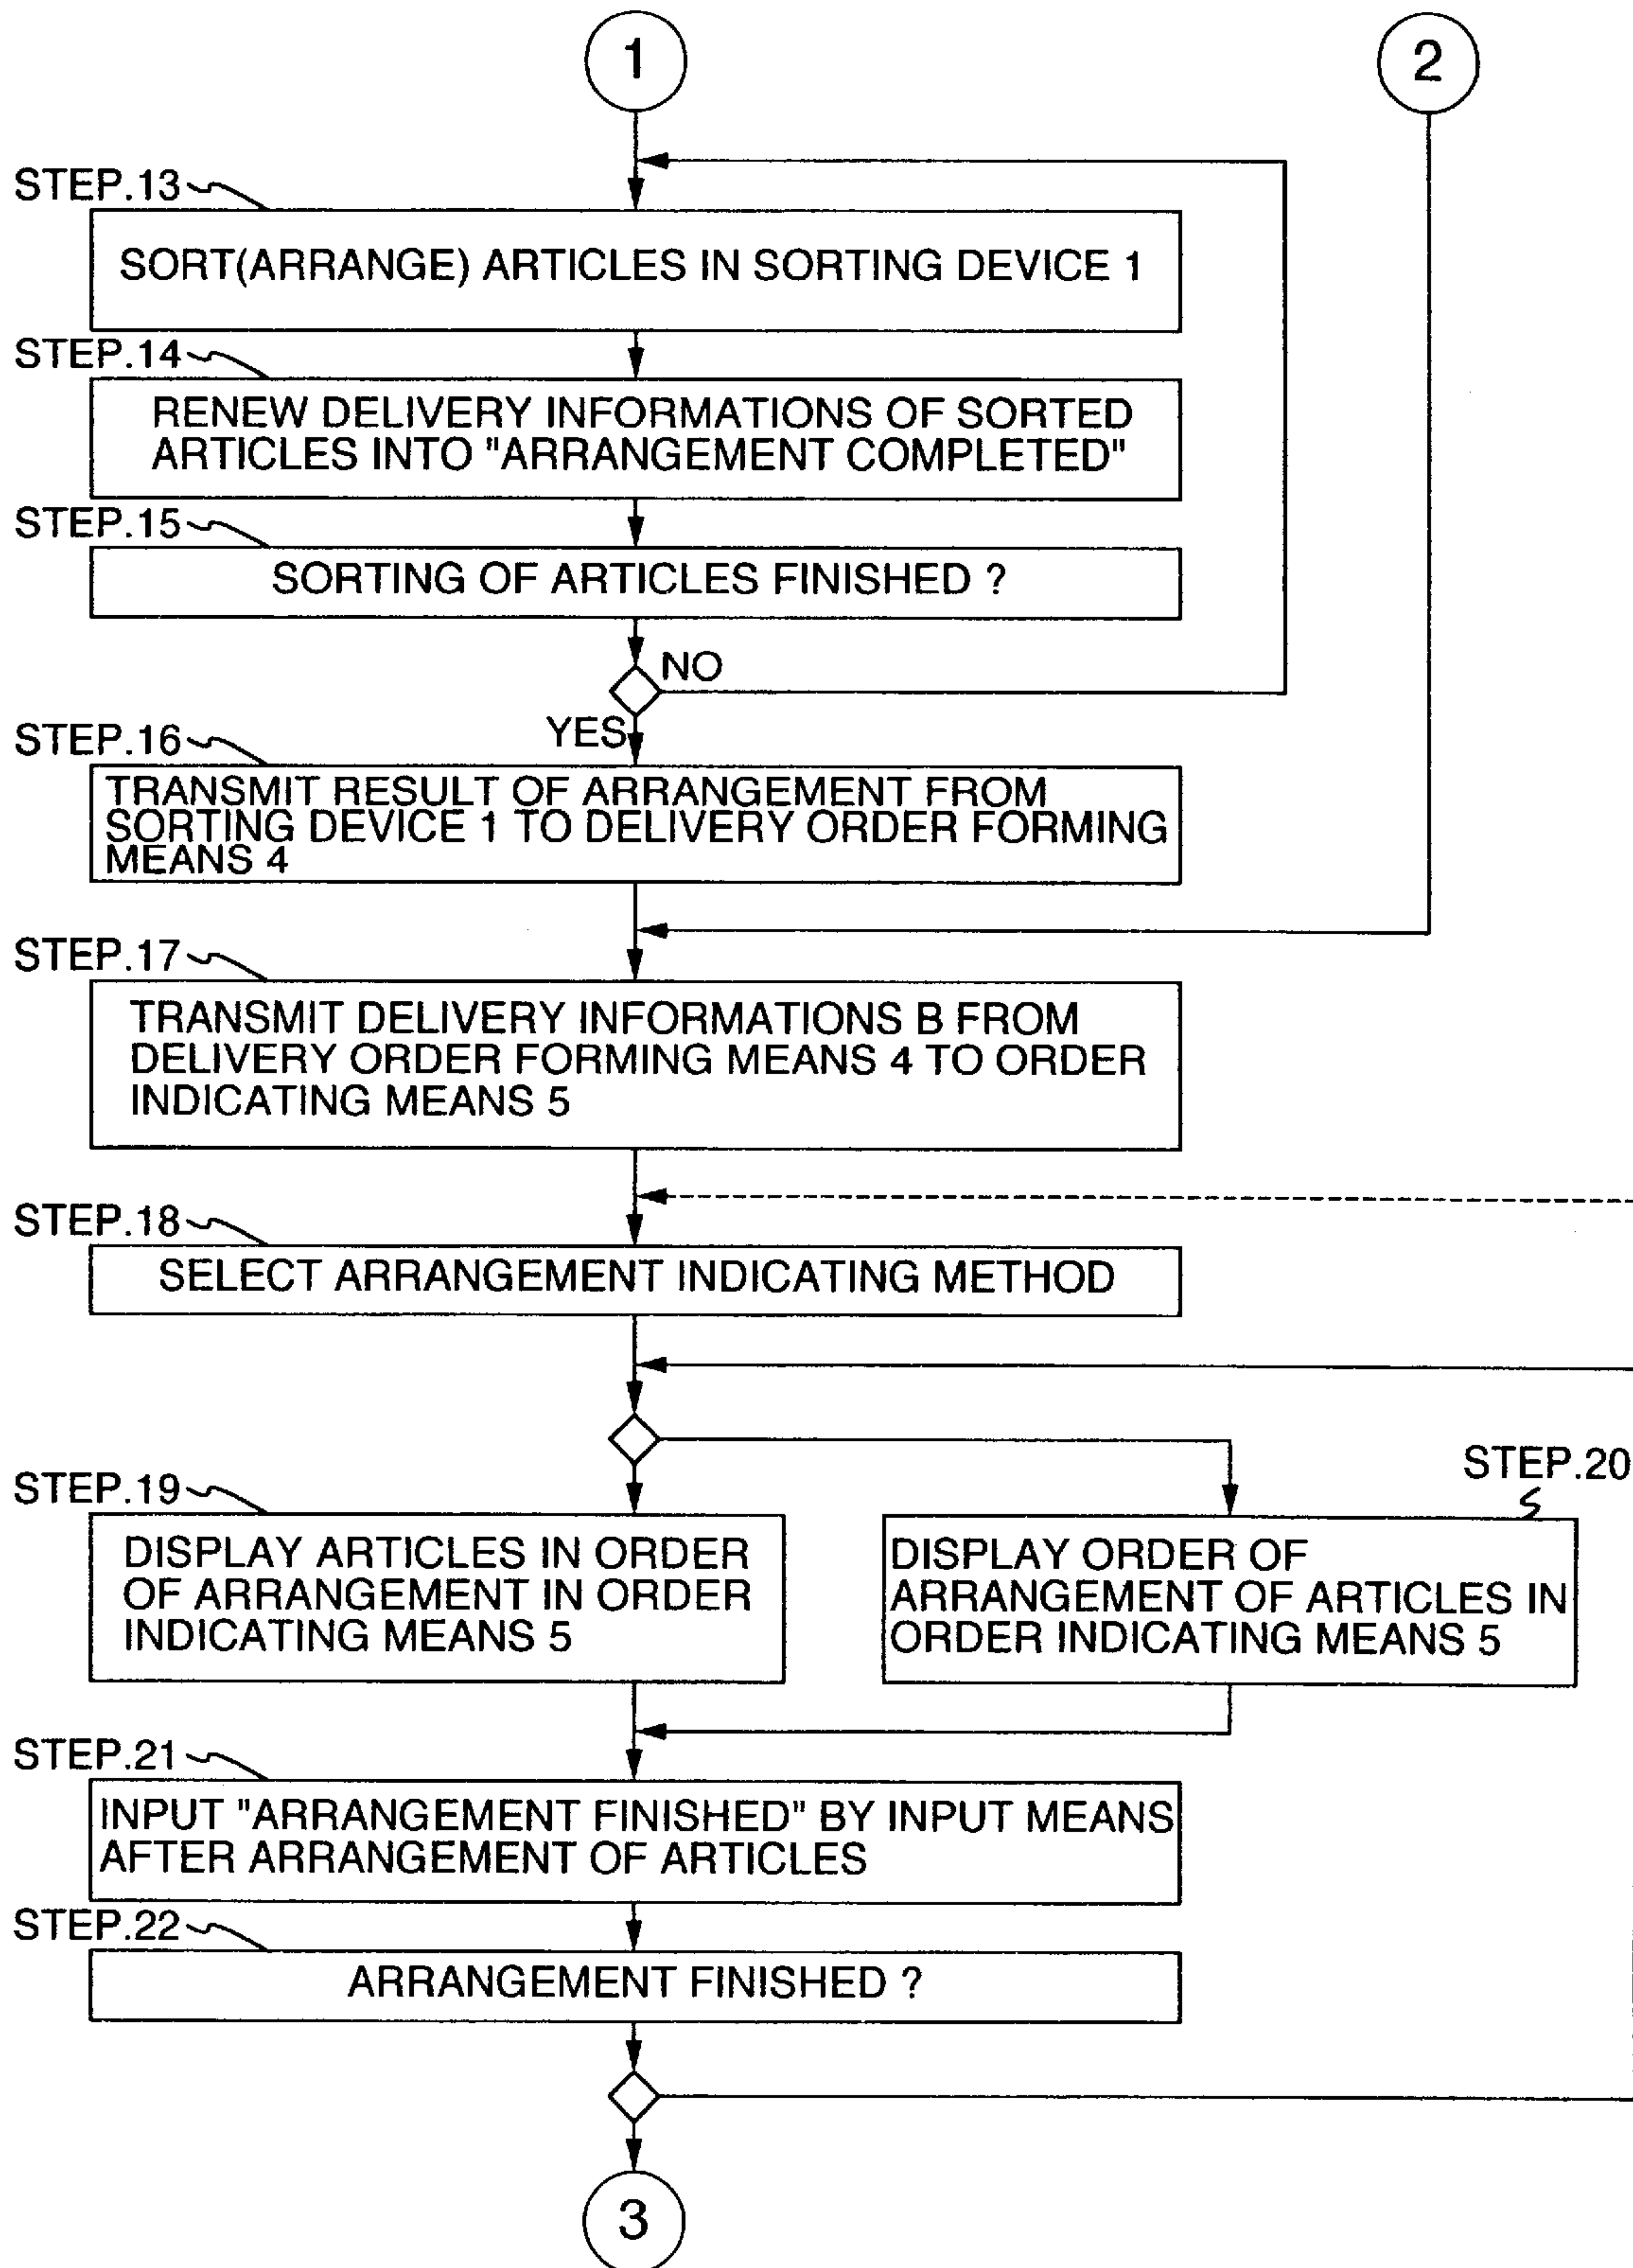 1
2
STEP.13
SORT(ARRANGE) ARTICLES IN SORTING DEVICE 1
STEP.14
RENEW DELIVERY INFORMATIONS OF SORTED
ARTICLES INTO "ARRANGEMENT COMPLETED"
STEP.15
SORTING OF ARTICLES FINISHED ?
NO
YES
STEP.16
TRANSMIT RESULT OF ARRANGEMENT FROM
SORTING DEVICE 1 TO DELIVERY ORDER FORMING
MEANS 4
STEP.17
TRANSMIT DELIVERY INFORMATIONS B FROM
DELIVERY ORDER FORMING MEANS 4 TO ORDER
INDICATING MEANS 5
STEP.18
SELECT ARRANGEMENT INDICATING METHOD
STEP.19
DISPLAY ARTICLES IN ORDER
OF ARRANGEMENT IN ORDER
INDICATING MEANS 5
STEP.20
DISPLAY ORDER OF
ARRANGEMENT OF ARTICLES IN
ORDER INDICATING MEANS 5
STEP.21
INPUT "ARRANGEMENT FINISHED" BY INPUT MEANS
AFTER ARRANGEMENT OF ARTICLES
STEP.22
ARRANGEMENT FINISHED ?
3